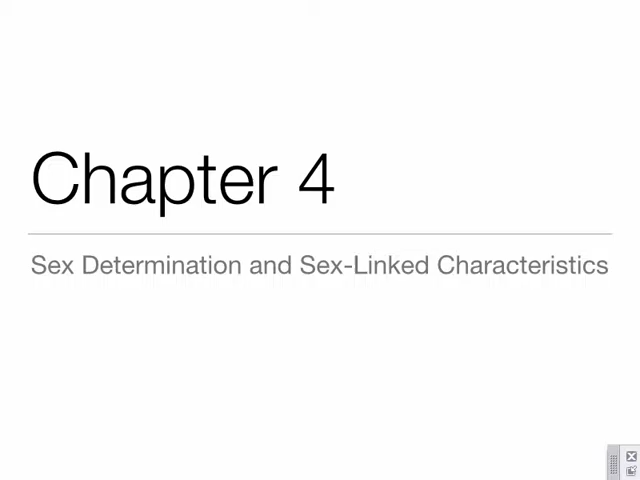 Chapter 4
Sex Determination and Sex-Linked Characteristics